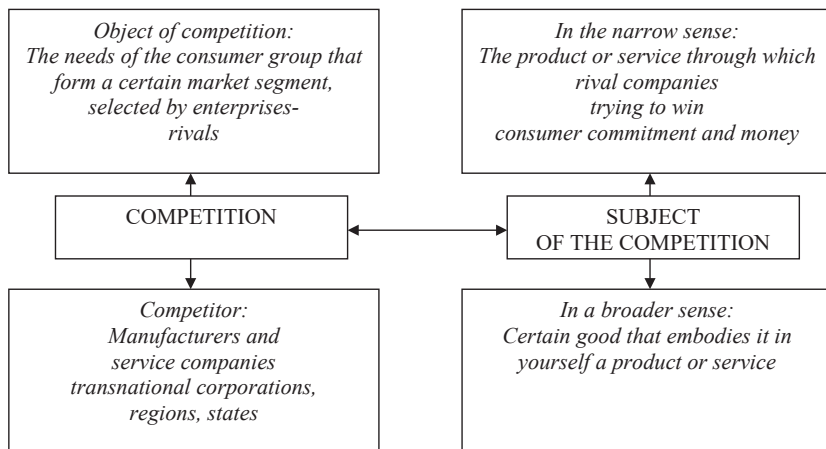 Object of competition:
The needs of the consumer group that
form a certain market segment,
selected by enterprises-
rivals
In the narrow sense:
The product or service through which
rival companies
trying to win
consumer commitment and money
COMPETITION
SUBJECT
OF THE COMPETITION
Competitor:
Manufacturers and
service companies
transnational corporations,
regions, states
In a broader sense:
Certain good that embodies it in
yourself a product or service